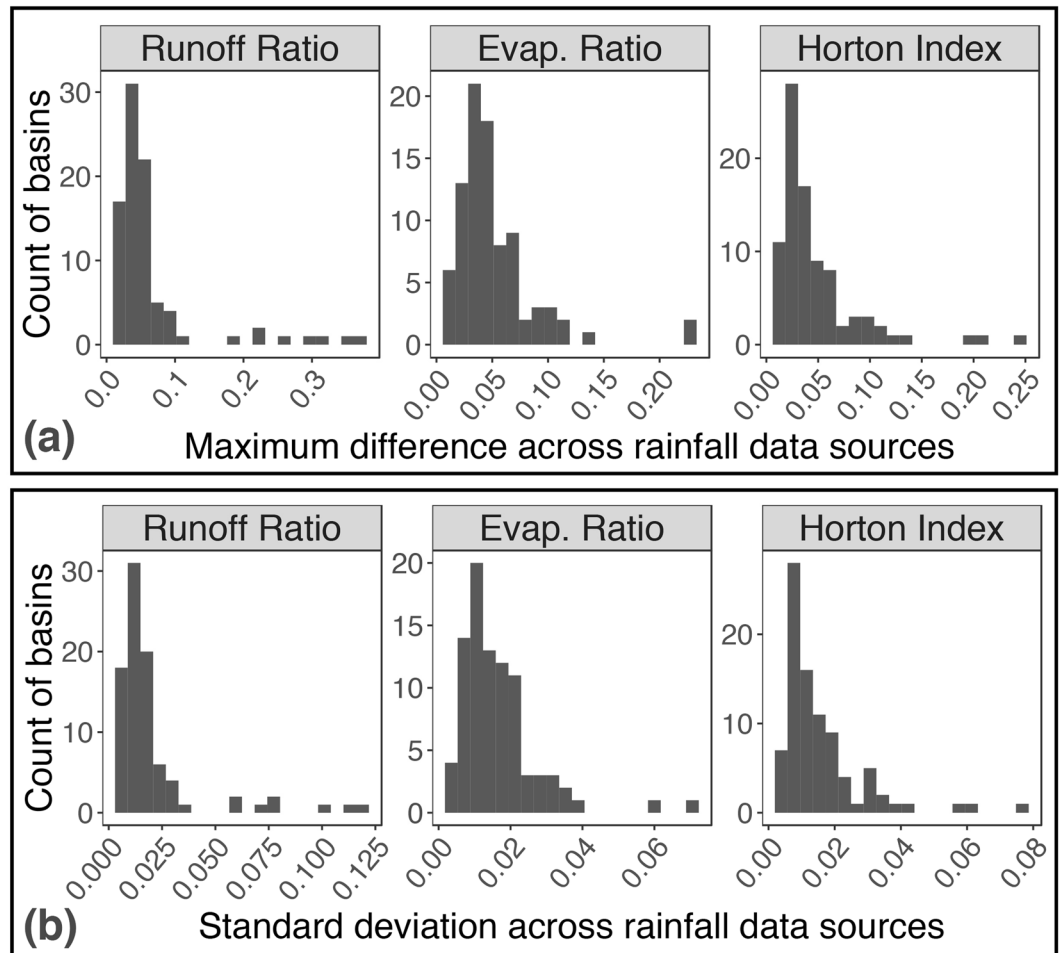 Runoff Ratio Evap. Ratio Horton Index
Count of basins
30
20
10
0
0.0 0.1 0.2 0.3
20
15
10
5
0
0.00 0.05 0.10 0.15 0.20
20
10
0
0.00 0.05 0.10 0.15 0.20 0.25
(a) Maximum difference across rainfall data sources
Runoff Ratio Evap. Ratio Horton Index
Count of basins
30
20
10
0
0.000 0.025 0.050 0.075 0.100 0.125
20
15
10
5
0
0.00 0.02 0.04 0.06
20
10
0
0.00 0.02 0.04 0.06 0.08
(b) Standard deviation across rainfall data sources